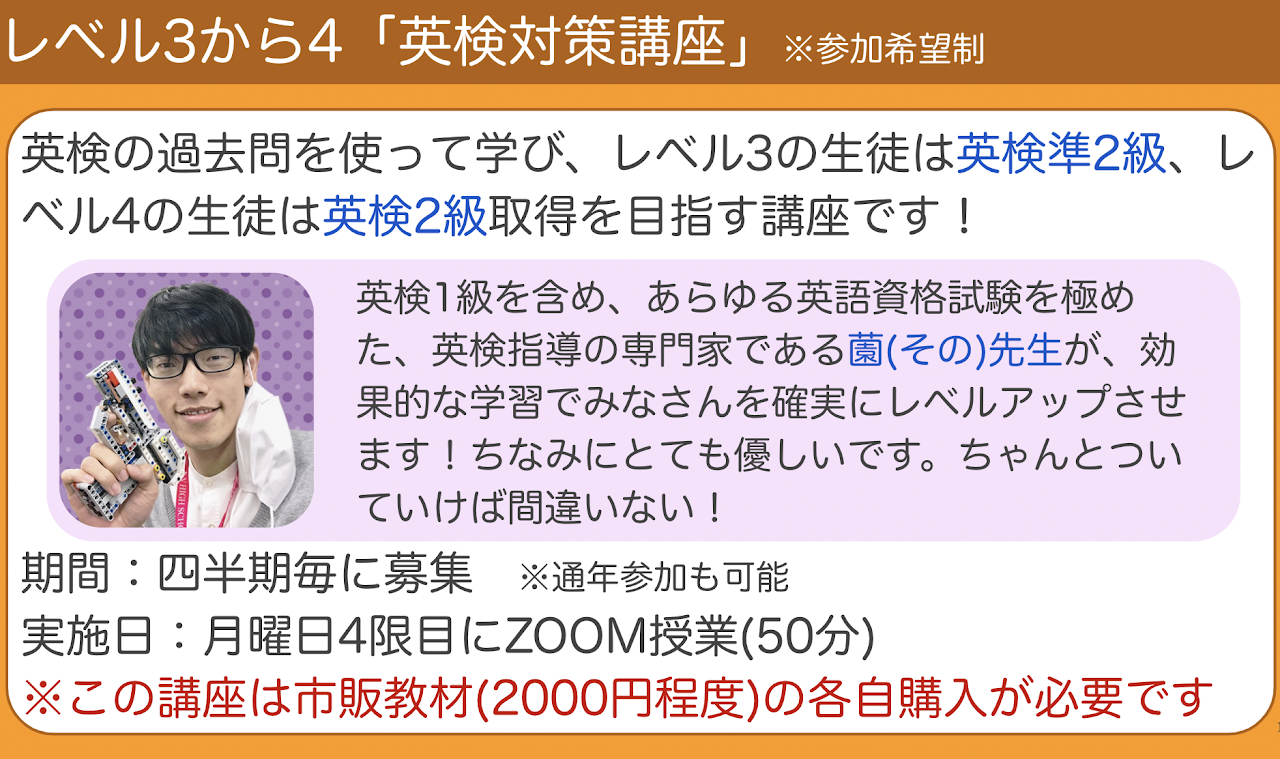 レベル3から4「英検対策講座」 ※参加希望制
英検の過去問を使って学び、レベル3の生徒は英検準2級、レ
ベル4の生徒は英検2級取得を目指す講座です！
英検1級を含め、あらゆる英語資格試験を極め
た、英検指導の専門家である薗(その)先生が、効
果的な学習でみなさんを確実にレベルアップさせ
ます！ちなみにとても優しいです。ちゃんとつい
ていけば間違いない！
期間：四半期毎に募集　※通年参加も可能
実施日：月曜日4限目にZOOM授業(50分)
※この講座は市販教材(2000円程度)の各自購入が必要です